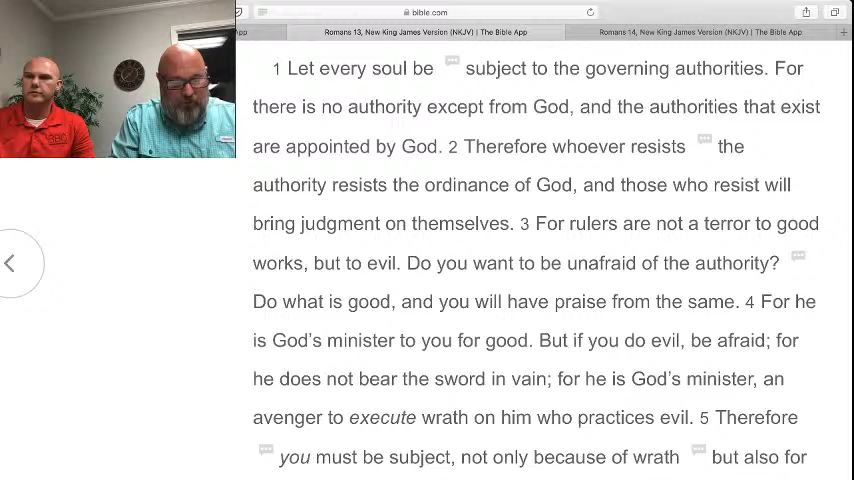 bible.com
pp
Romans 13, New King James Version (NKJV) | The Bible App
Romans 14, New King James Version (NKJV) | The Bible App
1 Let every soul be subject to the governing authorities. For
there is no authority except from God, and the authorities that exist
are appointed by God. 2 Therefore whoever resists the
authority resists the ordinance of God, and those who resist will
bring judgment on themselves. 3 For rulers are not a terror to good
works, but to evil. Do you want to be unafraid of the authority?
Do what is good, and you will have praise from the same. 4 For he
is God's minister to you for good. But if you do evil, be afraid; for
he does not bear the sword in vain; for he is God's minister, an
avenger to execute wrath on him who practices evil. 5 Therefore
you must be subject, not only because of wrath but also for